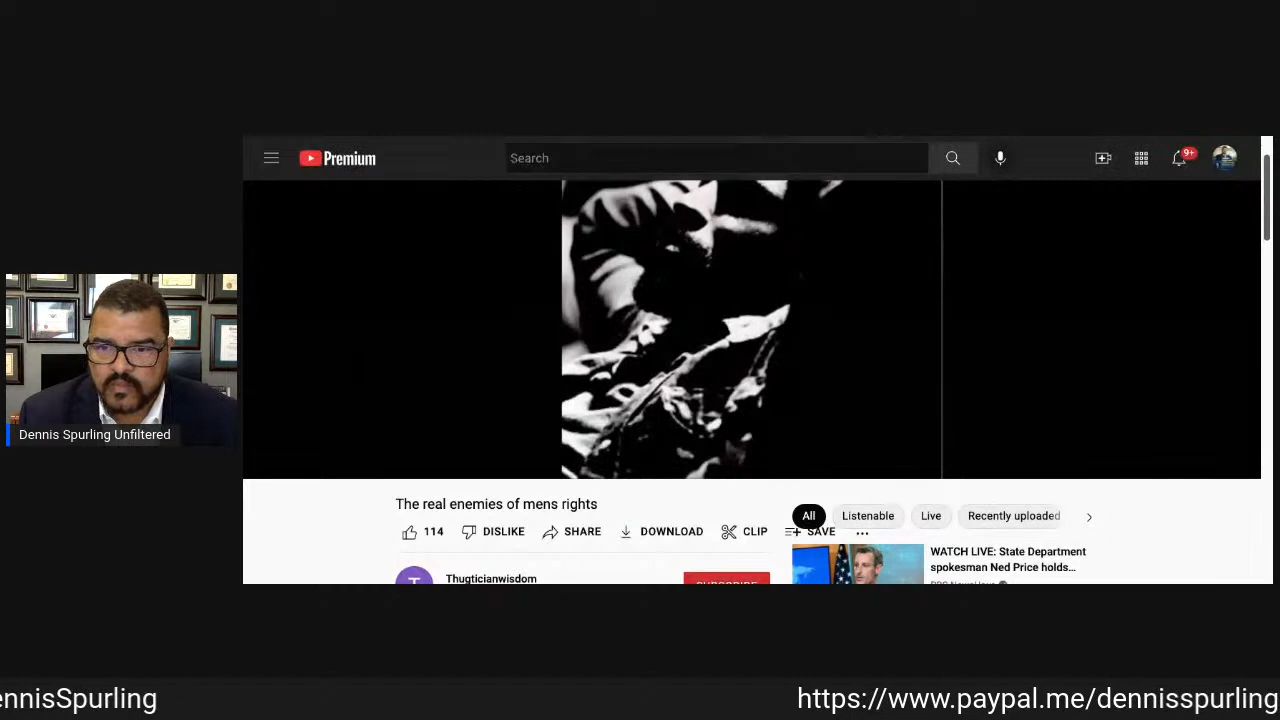 Premium
Search
9+
Dennis Spurling Unfiltered
The real enemies of mens rights
114
DISLIKE
SHARE
DOWNLOAD
CLIP
SAVE
All
Listenable
Live
Recently uploaded
WATCH LIVE: State Department
spokesman Ned Price holds...
T
Thugticianwisdom
SUBSCRIBE
ennisSpurling
https://www.paypal.me/dennisspurling